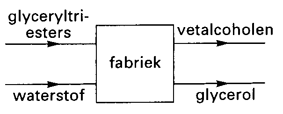 glyceryltri-
esters
vetalcoholen
fabriek
waterstof
glycerol